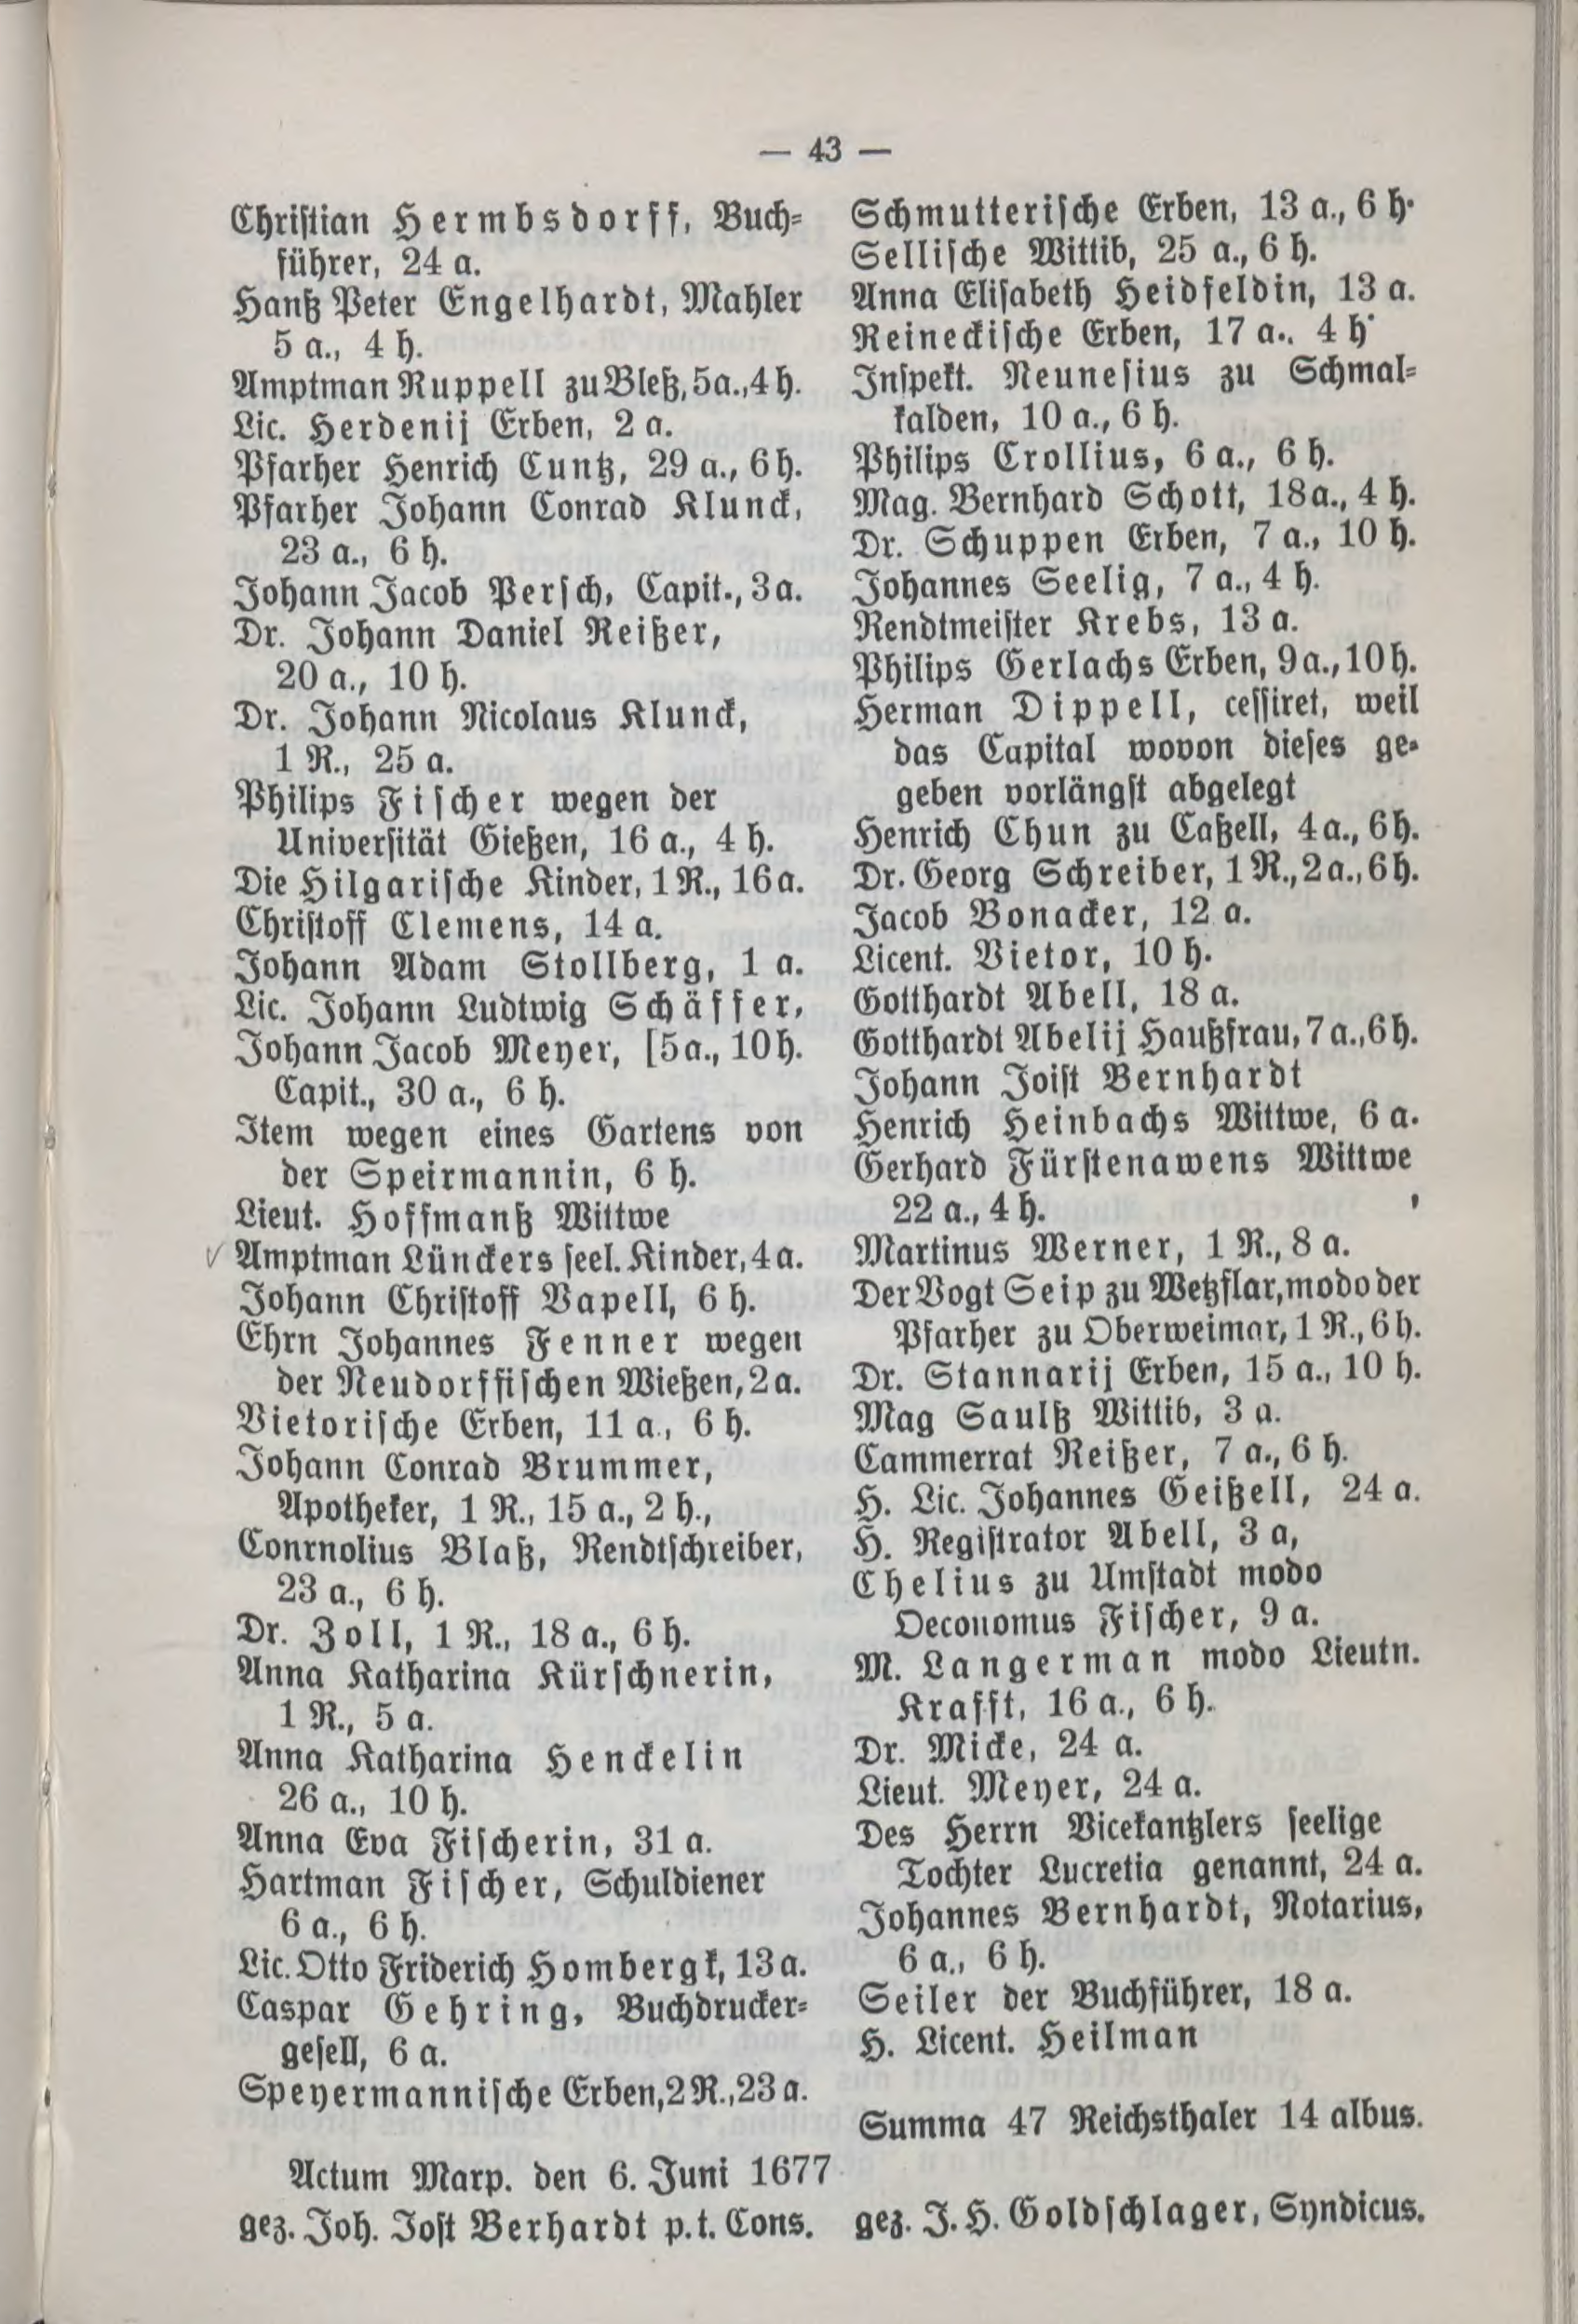 — 43 —
Christian Hermbsdorff, Buch=
führer, 24 a.
Hanß Peter Engelhardt, Mahler
5 a., 4 h.
Amptman Ruppell zu Bleß, 5 a., 4 h.
Lic. Herdenij Erben, 2 a.
Pfarher Henrich Cuntz, 29 a., 6 h.
Pfarher Johann Conrad Klunck,
23 a., 6 h.
Johann Jacob Persch, Capit., 3 a.
Dr. Johann Daniel Reißer,
20 a., 10 h.
Dr. Johann Nicolaus Klunck,
1 R., 25 a.
Philips Fischer wegen der
Universität Gießen, 16 a., 4 h.
Die Hilgarische Kinder, 1 R., 16 a.
Christoff Clemens, 14 a.
Johann Adam Stollberg, 1 a.
Lic. Johann Ludtwig Schäffer,
Johann Jacob Meyer, [5 a., 10 h.
Capit., 30 a., 6 h.
Item wegen eines Gartens von
der Speirmannin, 6 h.
Lieut. Hoffmanß Wittwe
Amptman Lünckers seel. Kinder, 4 a.
Johann Christoff Vapell, 6 h.
Ehrn Johannes Fenner wegen
der Neudorffischen Wießen, 2 a.
Vietorische Erben, 11 a., 6 h.
Johann Conrad Brummer,
Apotheker, 1 R., 15 a., 2 h.,
Conrnolius Blaß, Rendtschreiber,
23 a., 6 h.
Dr. Zoll, 1 R., 18 a., 6 h.
Anna Katharina Kürschnerin,
1 R., 5 a.
Anna Katharina Henckelin
26 a., 10 h.
Anna Eva Fischerin, 31 a.
Hartman Fischer, Schuldiener
6 a., 6 h.
Lic. Otto Friderich Hombergk, 13 a.
Caspar Gehring, Buchdrucker=
gesell, 6 a.
Speyermannische Erben, 2 R., 23 a.
Schmutterische Erben, 13 a., 6 h.
Sellische Wittib, 25 a., 6 h.
Anna Elisabeth Heidfeldin, 13 a.
Reineckische Erben, 17 a., 4 h.
Inspekt. Neunesius zu Schmal=
kalden, 10 a., 6 h.
Philips Crollius, 6 a., 6 h.
Mag. Bernhard Schott, 18 a., 4 h.
Dr. Schuppen Erben, 7 a., 10 h.
Johannes Seelig, 7 a., 4 h.
Rendtmeister Krebs, 13 a.
Philips Gerlachs Erben, 9 a., 10 h.
Herman Dippell, cessiret, weil
das Capital wovon dieses ge=
geben vorlängst abgelegt
Henrich Chun zu Caßell, 4 a., 6 h.
Dr. Georg Schreiber, 1 R., 2 a., 6 h.
Jacob Bonacker, 12 a.
Licent. Vietor, 10 h.
Gotthardt Abell, 18 a.
Gotthardt Abelij Haußfrau, 7 a., 6 h.
Johann Joist Bernhardt
Henrich Heinbachs Wittwe, 6 a.
Gerhard Fürstenawens Wittwe
22 a., 4 h. ,
Martinus Werner, 1 R., 8 a.
Der Vogt Seip zu Wetzflar, modo der
Pfarher zu Oberweimar, 1 R., 6 h.
Dr. Stannarij Erben, 15 a., 10 h.
Mag Saulß Wittib, 3 a.
Cammerrat Reißer, 7 a., 6 h.
H. Lic. Johannes Geißell, 24 a.
H. Registrator Abell, 3 a,
Chelius zu Umstadt modo
Oeconomus Fischer, 9 a.
M. Langerman modo Lieutn.
Krafft, 16 a., 6 h.
Dr. Micke, 24 a.
Lieut. Meyer, 24 a.
Des Herrn Vicekantzlers seelige
Tochter Lucretia genannt, 24 a.
Johannes Bernhardt, Notarius,
6 a., 6 h.
Seiler der Buchführer, 18 a.
H. Licent. Heilman
Summa 47 Reichsthaler 14 albus.
Actum Marp. den 6. Juni 1677
gez. Joh. Jost Berhardt p. t. Cons.
gez. J. H. Goldschlager, Syndicus.